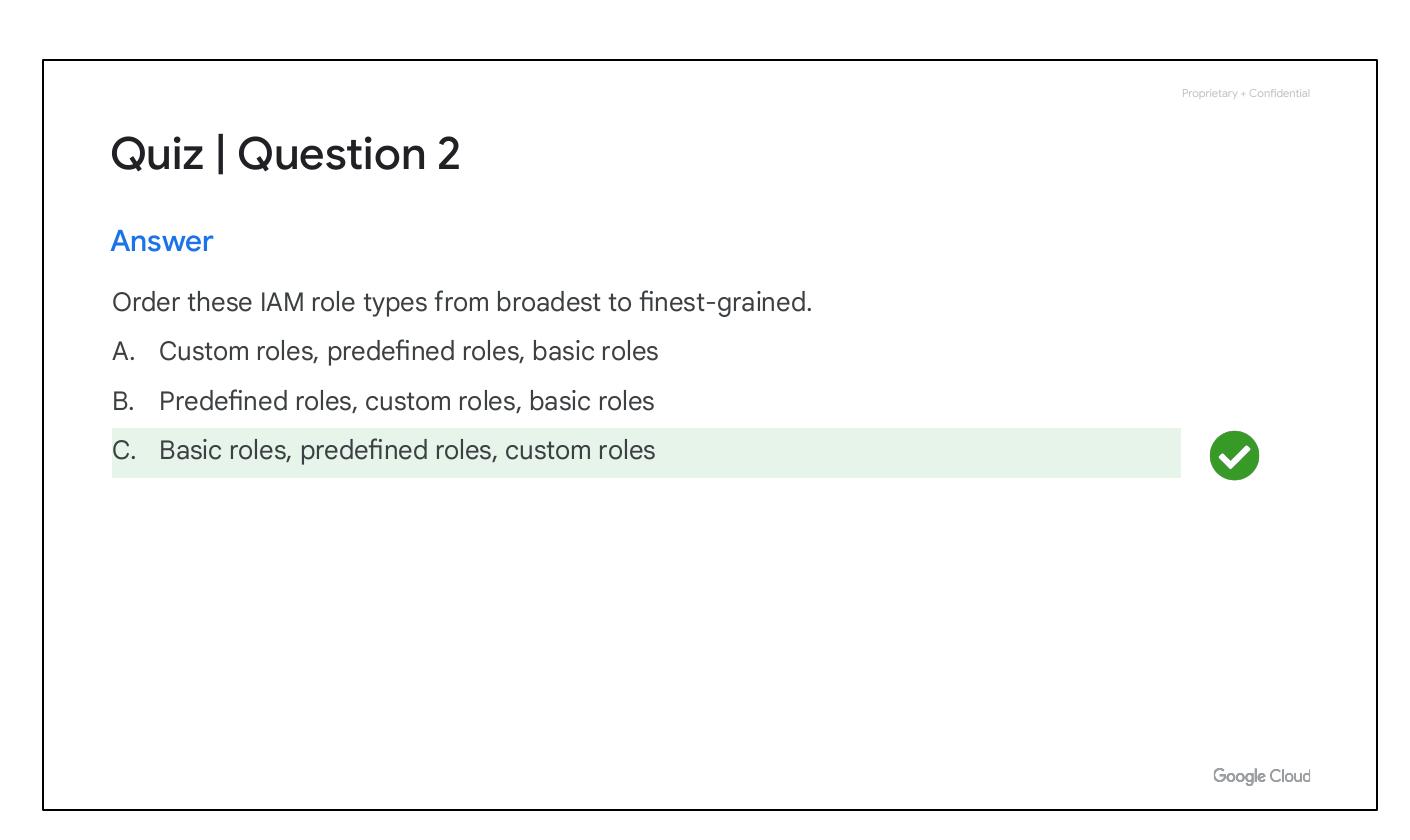 Proprietary + Confidential
Quiz | Question 2
Answer
Order these IAM role types from broadest to finest-grained.
A. Custom roles, predefined roles, basic roles
B. Predefined roles, custom roles, basic roles
C. Basic roles, predefined roles, custom roles
Google Cloud